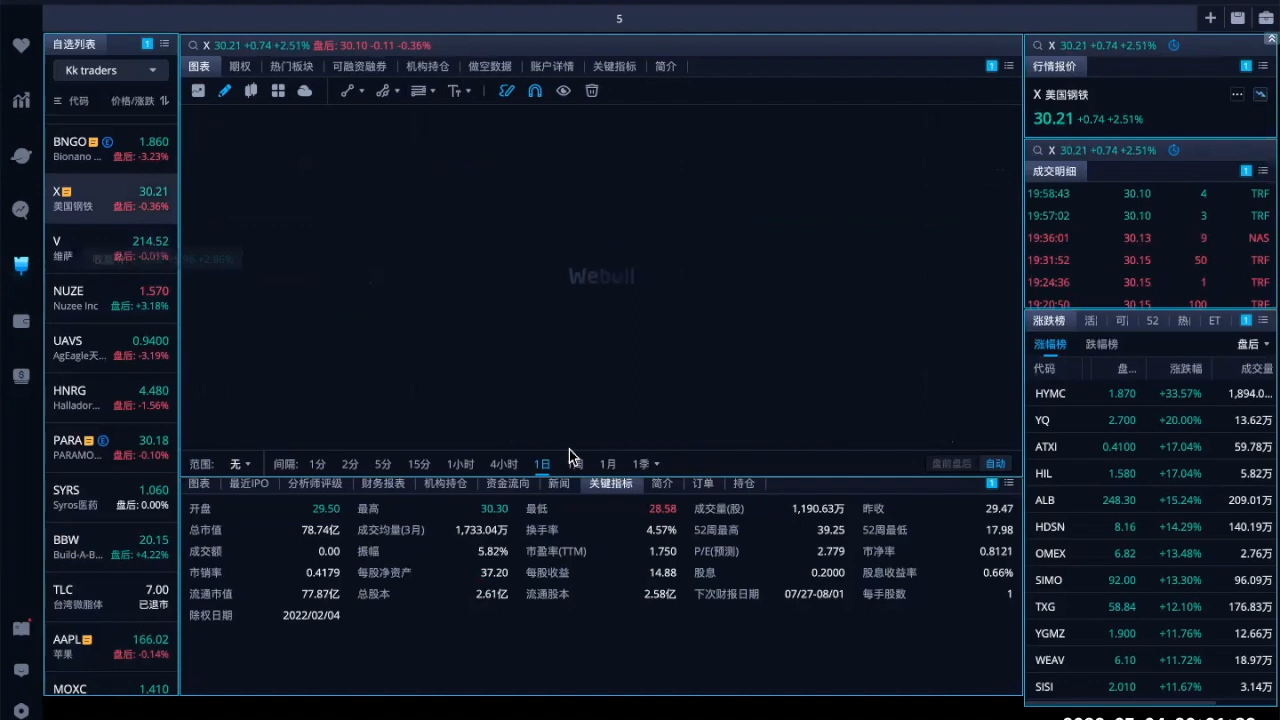 5
自选列表 1
Kk traders
代码 价格/涨跌
BNGO 1.860
Bionano ... 盘后: -3.23%
X 30.21
美国钢铁 盘后: -0.36%
V 214.52
维萨 盘后: -0.01%
NUZE 1.570
Nuzee Inc 盘后: +3.18%
UAVS 0.9400
AgEagle天... 盘后: -3.19%
HNRG 4.480
Hallador... 盘后: -1.56%
PARA 30.18
PARAMO... 盘后: -0.10%
SYRS 1.060
Syros医药 盘后: 0.00%
BBW 20.15
Build-A-B... 盘后: +4.22%
TLC 7.00
台湾微脂体 已退市
AAPL 166.02
苹果 盘后: -0.14%
MOXC 1.410
X 30.21 +0.74 +2.51% 盘后: 30.10 -0.11 -0.36%
图表 期权 热门板块 可融资融券 机构持仓 做空数据 账户详情 关键指标 简介 1
Webull
范围: 无 间隔: 1分 2分 5分 15分 1小时 4小时 1日 1月 1季 盘前盘后 自动
图表 最近IPO 分析师评级 财务报表 机构持仓 资金流向 新闻 关键指标 简介 订单 持仓 1
开盘 29.50 最高 30.30 最低 28.58 成交量(股) 1,190.63万 昨收 29.47
总市值 78.74亿 成交均量(3月) 1,733.04万 换手率 4.57% 52周最高 39.25 52周最低 17.98
成交额 0.00 振幅 5.82% 市盈率(TTM) 1.750 P/E(预测) 2.779 市净率 0.8121
市销率 0.4179 每股净资产 37.20 每股收益 14.88 股息 0.2000 股息收益率 0.66%
流通市值 77.87亿 总股本 2.61亿 流通股本 2.58亿 下次财报日期 07/27-08/01 每手股数 1
除权日期 2022/02/04
X 30.21 +0.74 +2.51%
行情报价 1
X 美国钢铁
30.21 +0.74 +2.51%
X 30.21 +0.74 +2.51%
成交明细 1
19:58:43 30.10 4 TRF
19:57:02 30.10 3 TRF
19:36:01 30.13 9 NAS
19:31:52 30.15 50 TRF
19:24:36 30.15 1 TRF
19:20:50 30.15 100 TRF
涨跌榜 52 ET 1
涨幅榜 跌幅榜 盘后
代码 盘... 涨跌幅 成交量
HYMC 1.870 +33.57% 1,894.0...
YQ 2.700 +20.00% 13.62万
ATXI 0.4100 +17.04% 59.78万
HIL 1.580 +17.04% 5.82万
ALB 248.30 +15.24% 209.01万
HDSN 8.16 +14.29% 140.19万
OMEX 6.82 +13.48% 2.76万
SIMO 92.00 +13.30% 96.09万
TXG 58.84 +12.10% 176.83万
YGMZ 1.900 +11.76% 12.66万
WEAV 6.10 +11.72% 18.97万
SISI 2.010 +11.67% 3.14万